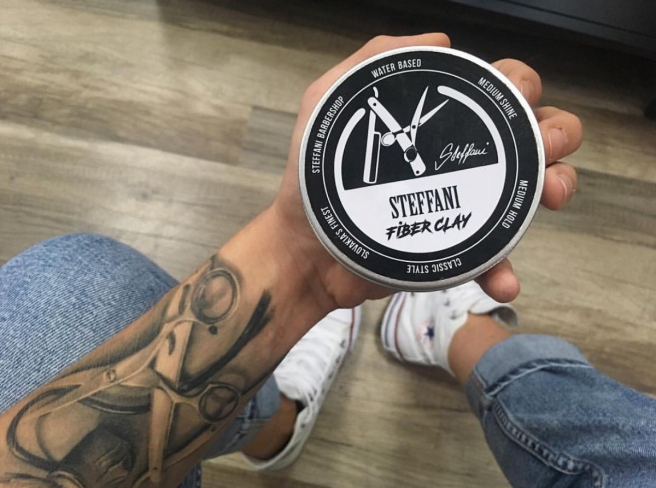 WATER BASED
MEDIUM SHINE
MEDIUM HOLD
CLASSIC STYLE
SLOVAKIA'S FINEST
STEFFANI BARBERSHOP
Steffani
STEFFANI
FIBER CLAY